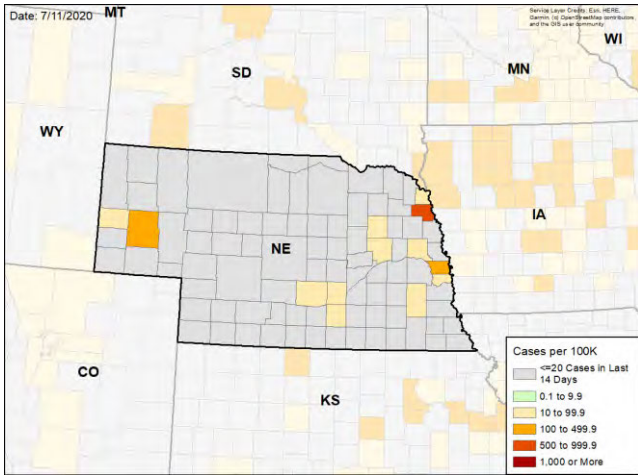 Date: 7/11/2020
MT
Service Layer Credits: Esri, HERE,
Garmin, (c) OpenStreetMap contributors,
and the GIS user community
WI
MN
SD
WY
IA
NE
CO
KS
Cases per 100K
<=20 Cases in Last
14 Days
0.1 to 9.9
10 to 99.9
100 to 499.9
500 to 999.9
1,000 or More